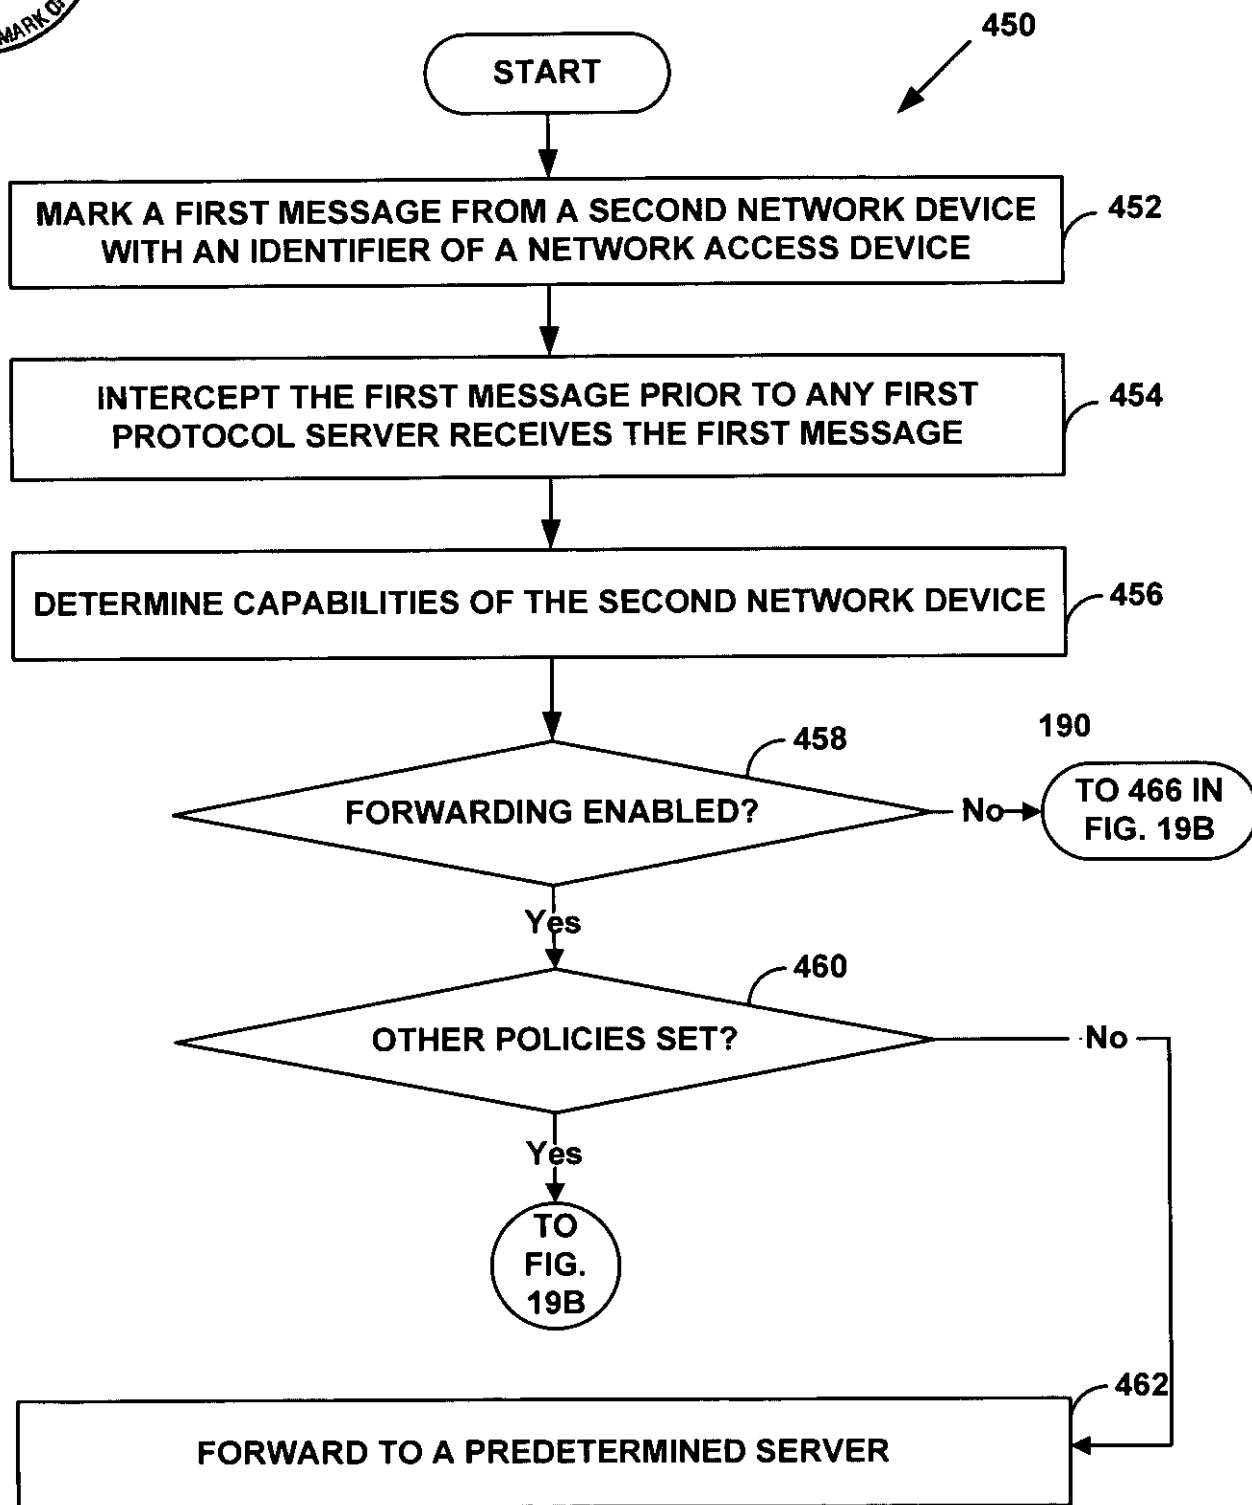 MARK OF
450
START
MARK A FIRST MESSAGE FROM A SECOND NETWORK DEVICE
WITH AN IDENTIFIER OF A NETWORK ACCESS DEVICE
452
INTERCEPT THE FIRST MESSAGE PRIOR TO ANY FIRST
PROTOCOL SERVER RECEIVES THE FIRST MESSAGE
454
DETERMINE CAPABILITIES OF THE SECOND NETWORK DEVICE
456
458
190
FORWARDING ENABLED?
No
TO 466 IN
FIG. 19B
Yes
460
OTHER POLICIES SET?
No
Yes
TO
FIG.
19B
462
FORWARD TO A PREDETERMINED SERVER